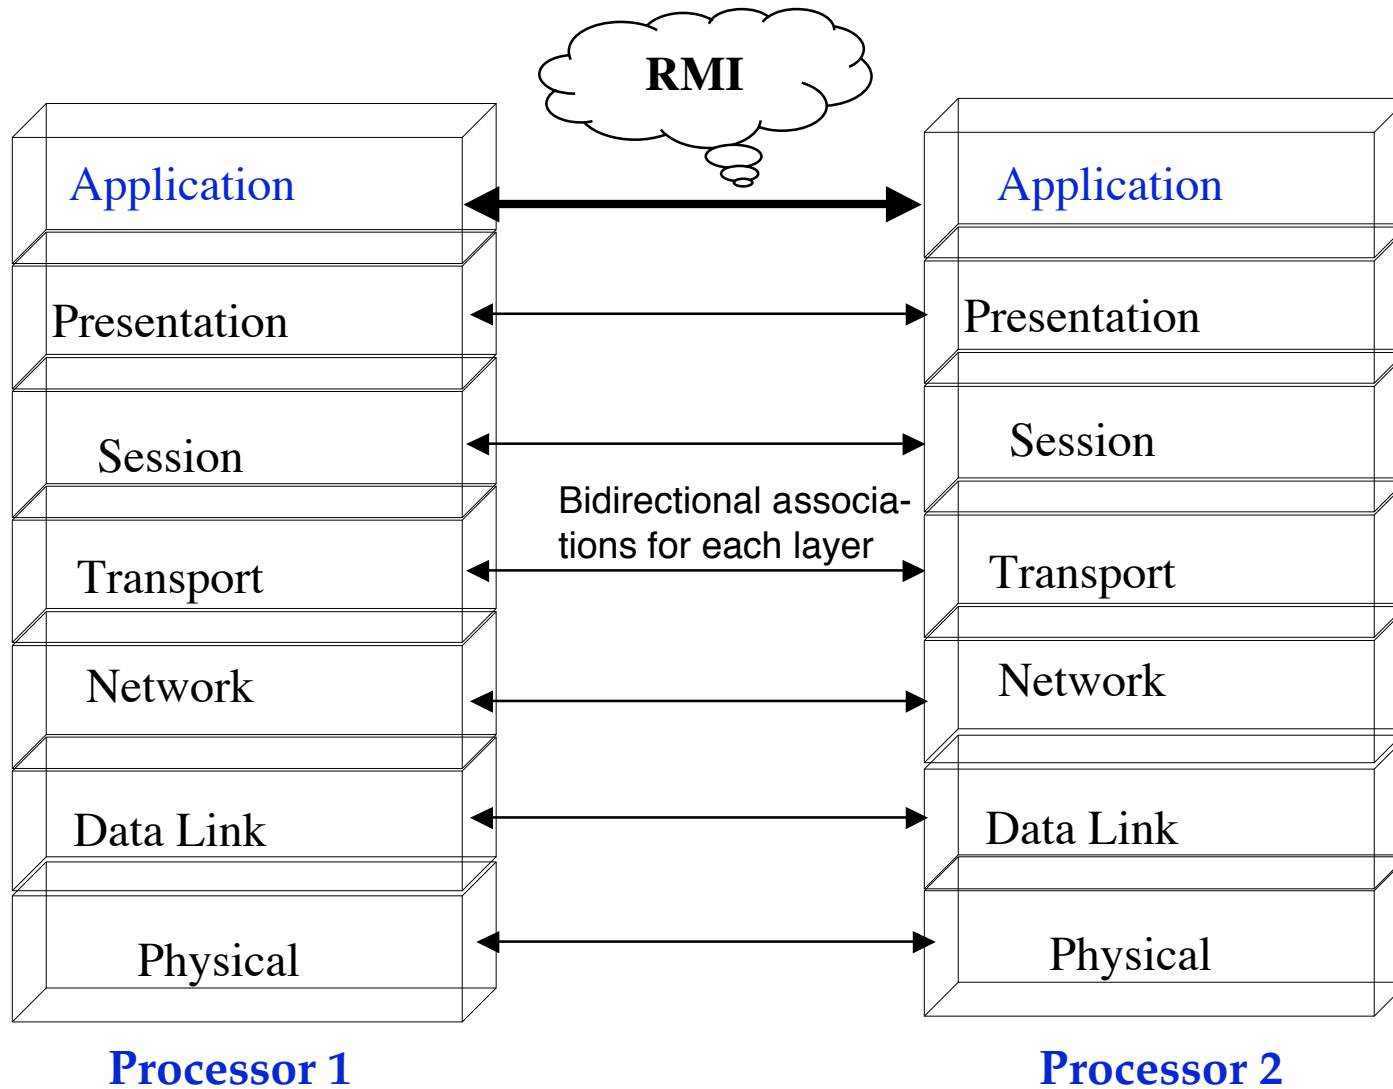 RMI
Application
Application
Presentation
Presentation
Session
Session
Bidirectional associa-
tions for each layer
Transport
Transport
Network
Network
Data Link
Data Link
Physical
Physical
Processor 1
Processor 2